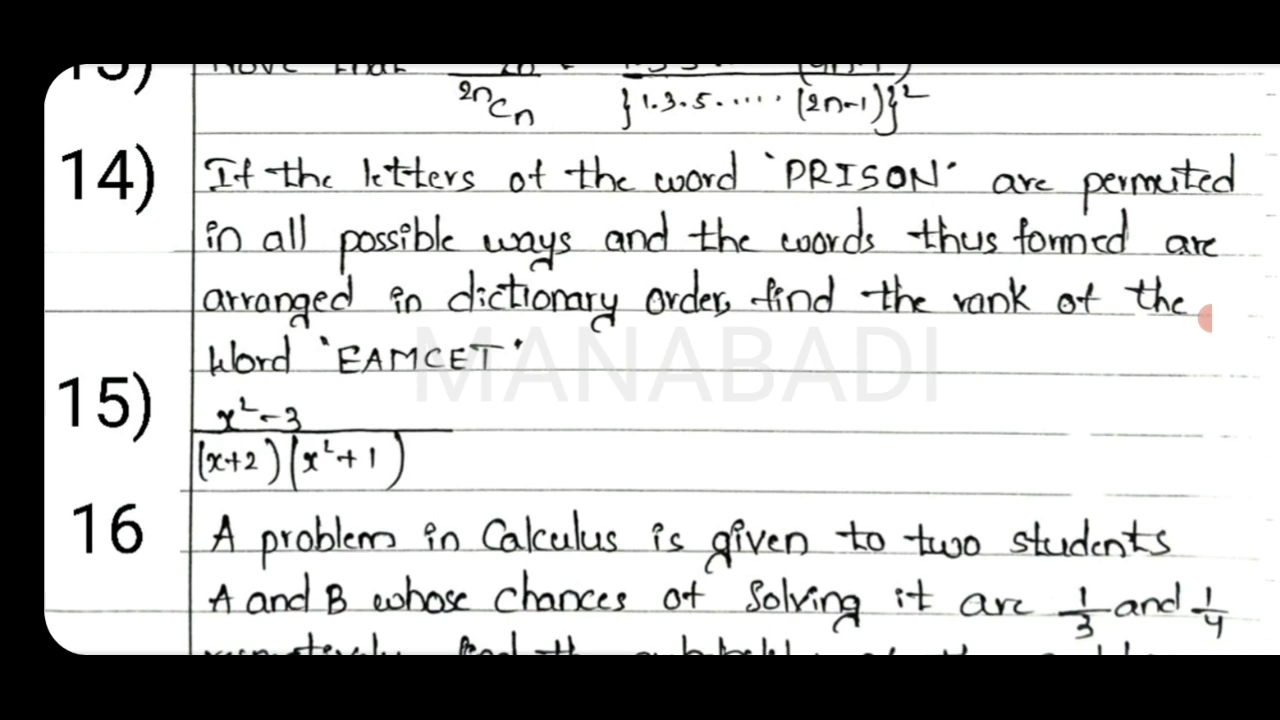 2nCn {1.3.5..... (2n-1)}²
14) If the letters of the word 'PRISON' are permuted
in all possible ways and the words thus formed are
arranged in dictionary order, find the rank of the
word 'EAMCET'
MANABADI
15) x²-3
(x+2)(x²+1)
16 A problem in Calculus is given to two students
A and B whose chances of Solving it are 1/3 and 1/4